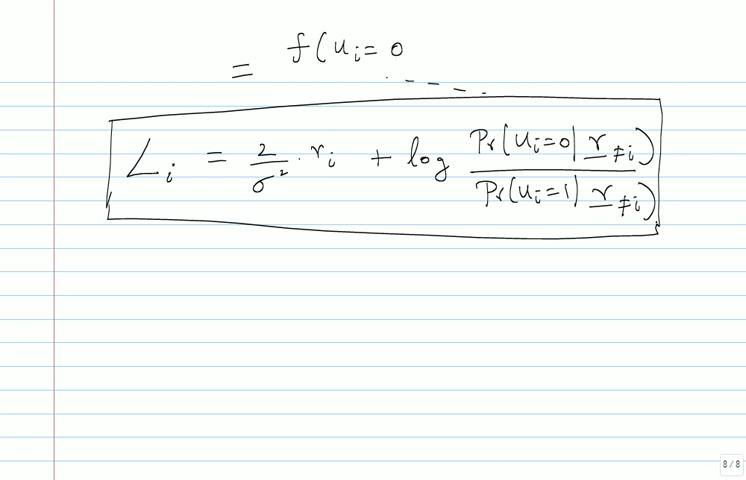 = f(u_i = 0
- - - -
L_i = 2/σ² · r_i + log Pr(u_i=0 | r_≠i) / Pr(u_i=1 | r_≠i)
8 / 8